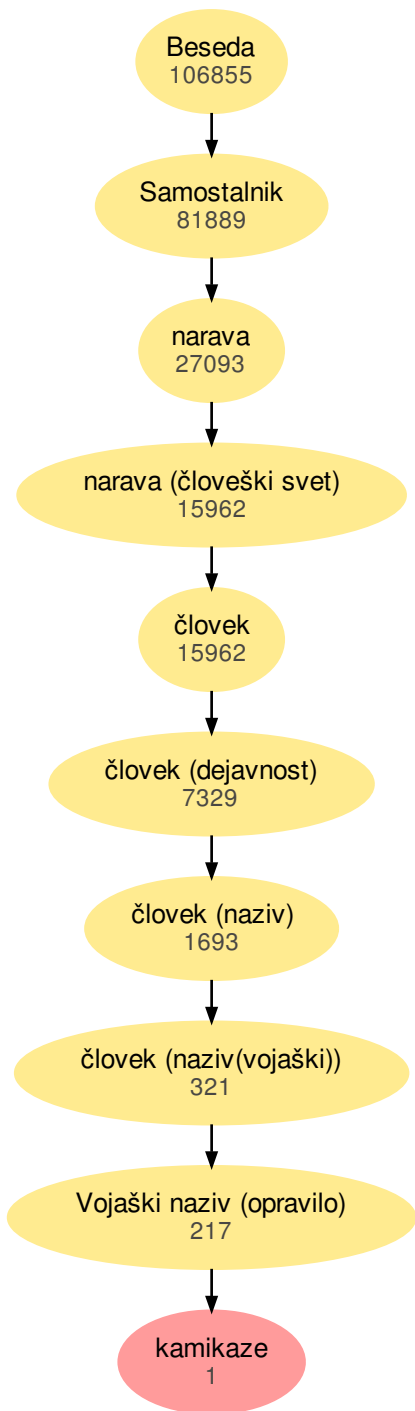 Beseda
106855
Samostalnik
81889
narava
27093
narava (človeški svet)
15962
človek
15962
človek (dejavnost)
7329
človek (naziv)
1693
človek (naziv(vojaški))
321
Vojaški naziv (opravilo)
217
kamikaze
1